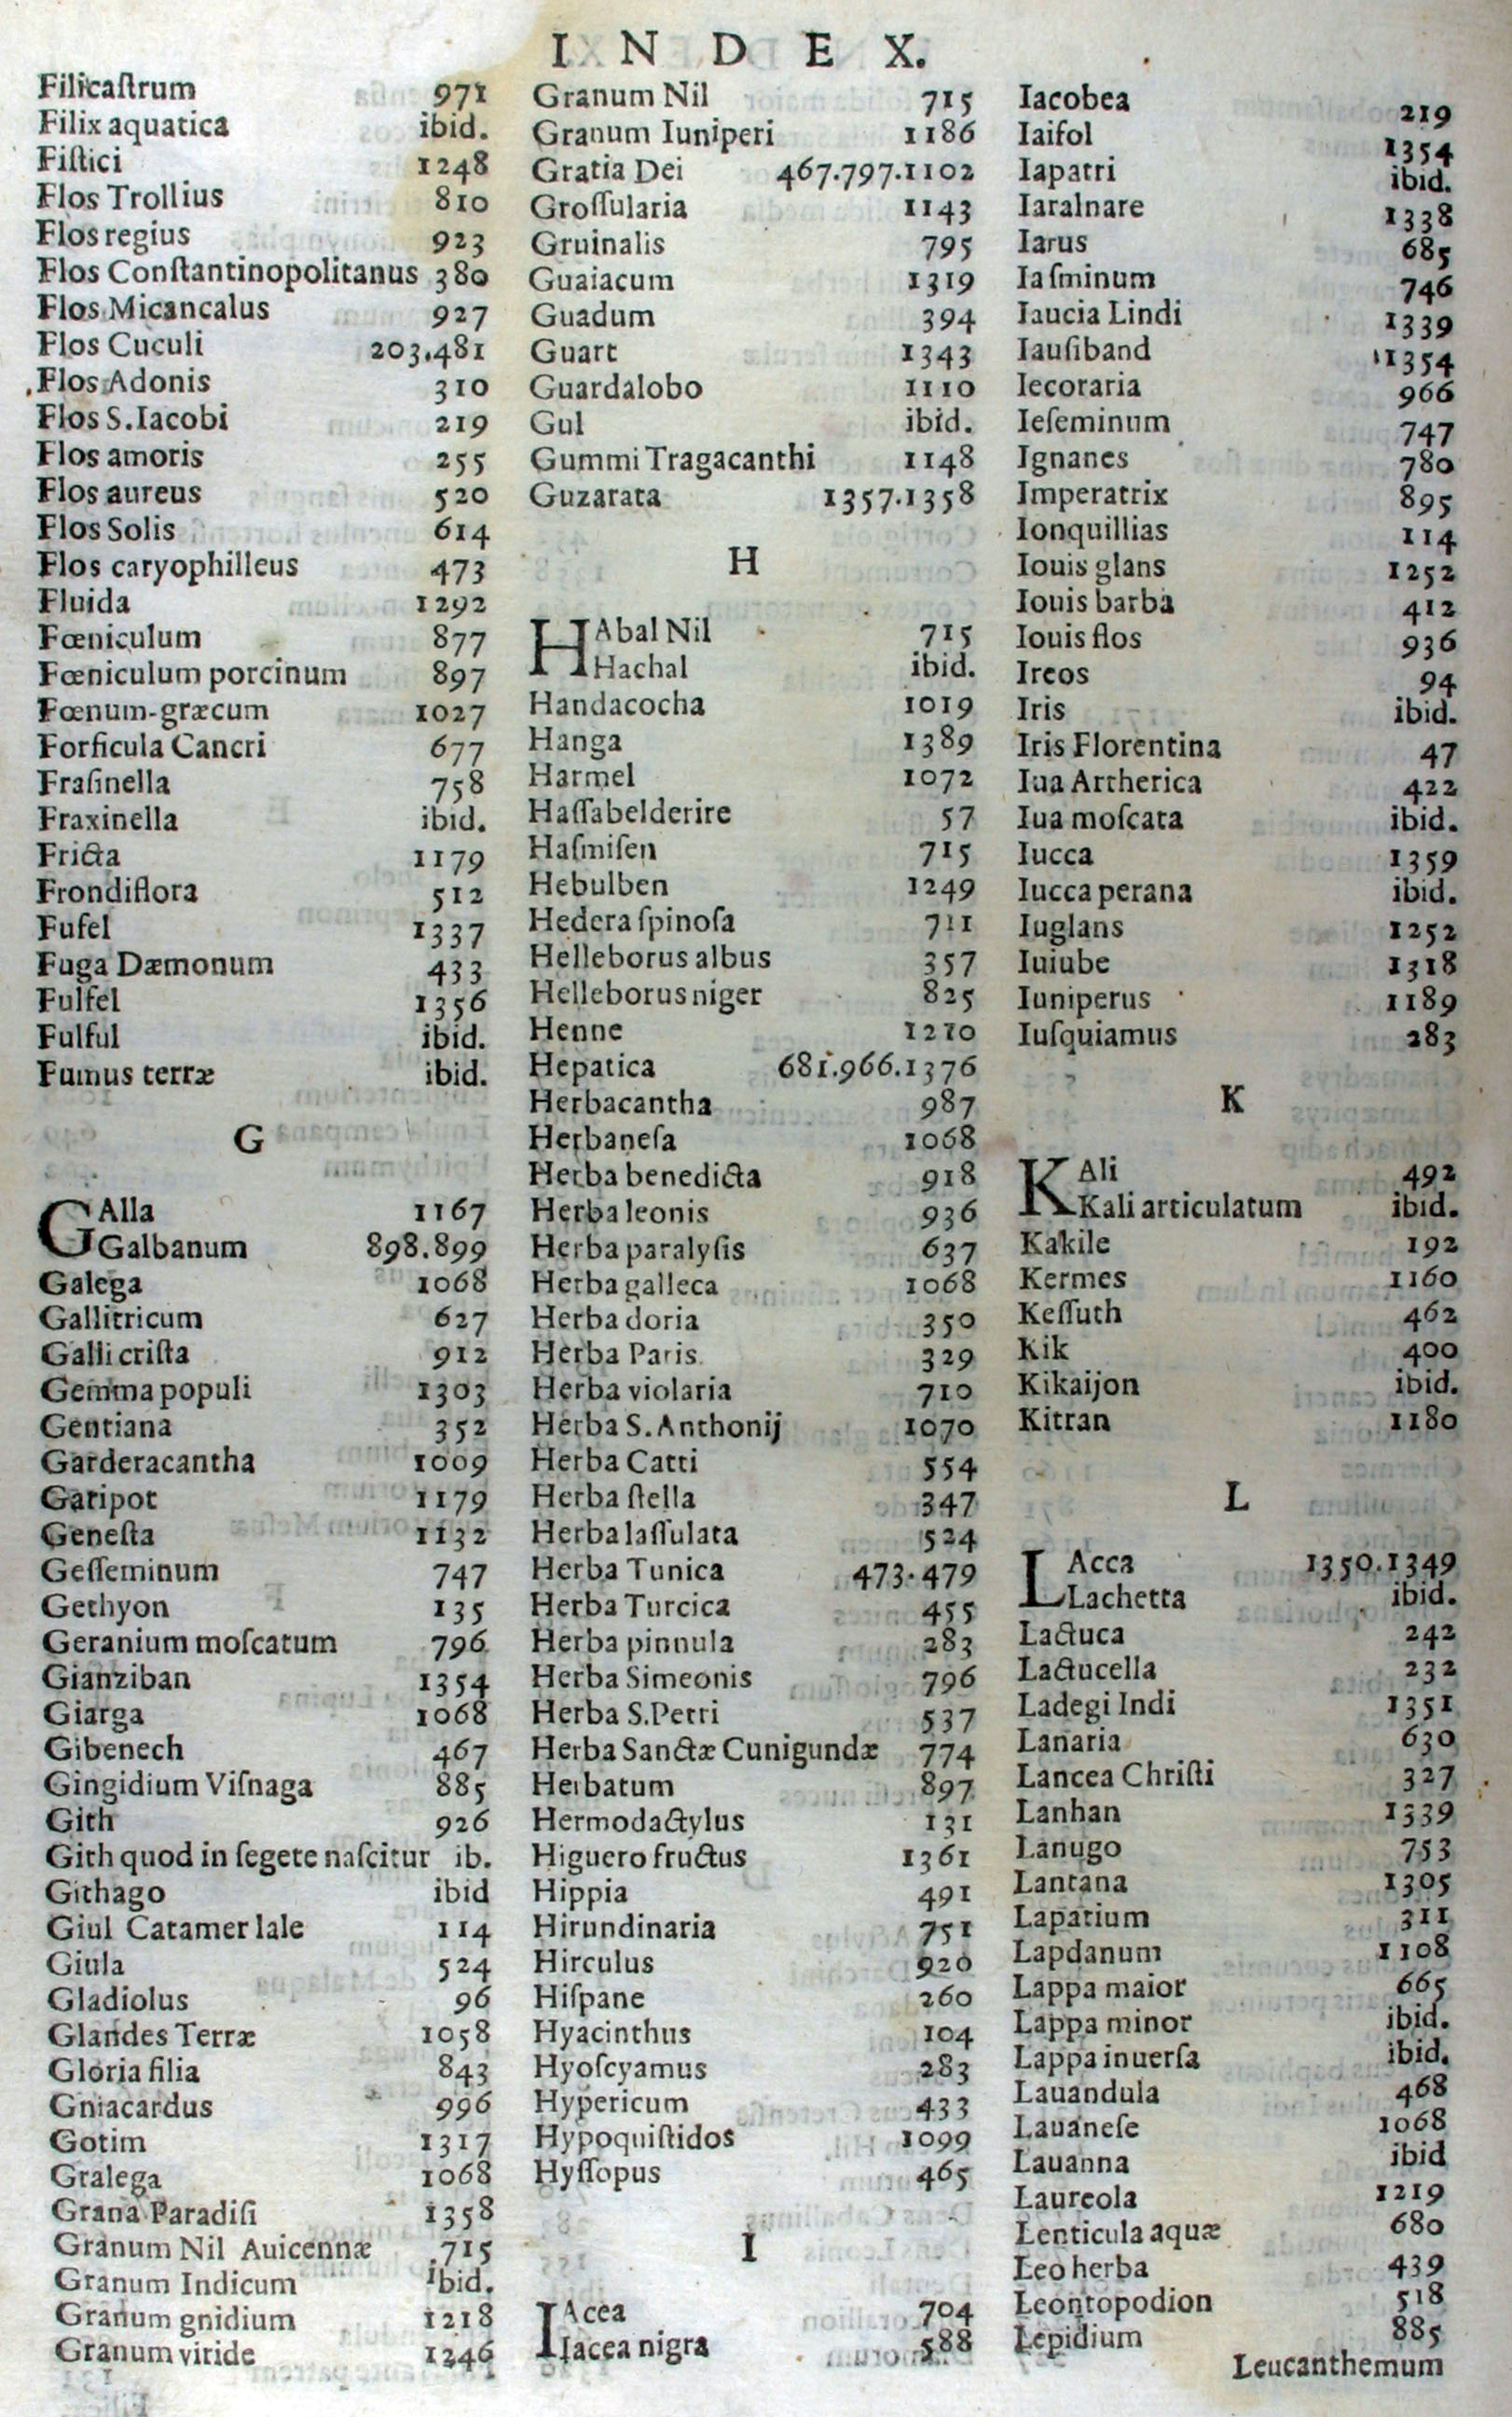 INDEX.
Filicaſtrum 971
Filix aquatica ibid.
Fiſtici 1248
Flos Trollius 810
Flos regius 923
Flos Conſtantinopolitanus 380
Flos Micancalus 927
Flos Cuculi 203.481
Flos Adonis 310
Flos S. Iacobi 219
Flos amoris 255
Flos aureus 520
Flos Solis 614
Flos caryophilleus 473
Fluida 1292
Fœniculum 877
Fœniculum porcinum 897
Fœnum-græcum 1027
Forficula Cancri 677
Fraſinella 758
Fraxinella ibid.
Fricta 1179
Frondiflora 512
Fufel 1337
Fuga Dæmonum 433
Fulfel 1356
Fulful ibid.
Fumus terræ ibid.
G
GAlla 1167
Galbanum 898.899
Galega 1068
Gallitricum 627
Galli criſta 912
Gemma populi 1303
Gentiana 352
Garderacantha 1009
Garipot 1179
Geneſta 1132
Geſſeminum 747
Gethyon 135
Geranium moſcatum 796
Gianziban 1354
Giarga 1068
Gibenech 467
Gingidium Viſnaga 885
Gith 926
Gith quod in ſegete naſcitur ib.
Githago ibid
Giul Catamer lale 114
Giula 524
Gladiolus 96
Glandes Terræ 1058
Gloria filia 843
Gniacardus 996
Gotim 1317
Gralega 1068
Grana Paradiſi 1358
Granum Nil Auicennæ 715
Granum Indicum Ibid.
Granum gnidium 1218
Granum viride 1246
Granum Nil 715
Granum Iuniperi 1186
Gratia Dei 467.797.1102
Groſſularia 1143
Gruinalis 795
Guaiacum 1319
Guadum 394
Guart 1343
Guardalobo 1110
Gul ibid.
Gummi Tragacanthi 1148
Guzarata 1357.1358
H
HAbal Nil 715
Hachal ibid.
Handacocha 1019
Hanga 1389
Harmel 1072
Haſſabelderire 57
Haſmiſen 715
Hebulben 1249
Hedera ſpinoſa 711
Helleborus albus 357
Helleborus niger 825
Henne 1210
Hepatica 681.966.1376
Herbacantha 987
Herbaneſa 1068
Herba benedicta 918
Herba leonis 936
Herba paralyſis 637
Herba galleca 1068
Herba doria 350
Herba Paris 329
Herba violaria 710
Herba S. Anthonij 1070
Herba Catti 554
Herba ſtella 347
Herba laſſulata 524
Herba Tunica 473.479
Herba Turcica 455
Herba pinnula 283
Herba Simeonis 796
Herba S. Petri 537
Herba Sanctæ Cunigundæ 774
Herbatum 897
Hermodactylus 131
Higuero fructus 1361
Hippia 491
Hirundinaria 751
Hirculus 920
Hiſpane 260
Hyacinthus 104
Hyoſcyamus 283
Hypericum 433
Hypoquiſtidos 1099
Hyſſopus 465
I
IAcea 704
Iacea nigra 588
Iacobea 219
Iaifol 1354
Iapatri ibid.
Iaralnare 1338
Iarus 685
Iaſminum 746
Iaucia Lindi 1339
Iauſiband 1354
Iecoraria 966
Ieſeminum 747
Ignanes 780
Imperatrix 895
Ionquillias 114
Iouis glans 1252
Iouis barba 412
Iouis flos 936
Ireos 94
Iris ibid.
Iris Florentina 47
Iua Artherica 422
Iua moſcata ibid.
Iucca 1359
Iucca perana ibid.
Iuglans 1252
Iuiube 1318
Iuniperus 1189
Iuſquiamus 283
K
KAli 492
Kali articulatum ibid.
Kakile 192
Kermes 1160
Keſſuth 462
Kik 400
Kikaijon ibid.
Kitran 1180
L
LAcca 1350.1349
Lachetta ibid.
Lactuca 242
Lactucella 232
Ladegi Indi 1351
Lanaria 630
Lancea Chriſti 327
Lanhan 1339
Lanugo 753
Lantana 1305
Lapatium 311
Lapdanum 1108
Lappa maior 665
Lappa minor ibid.
Lappa inuerſa ibid.
Lauandula 468
Lauaneſe 1068
Lauanna ibid
Laureola 1219
Lenticula aquæ 680
Leo herba 439
Leontopodion 518
Lepidium 885
Leucanthemum